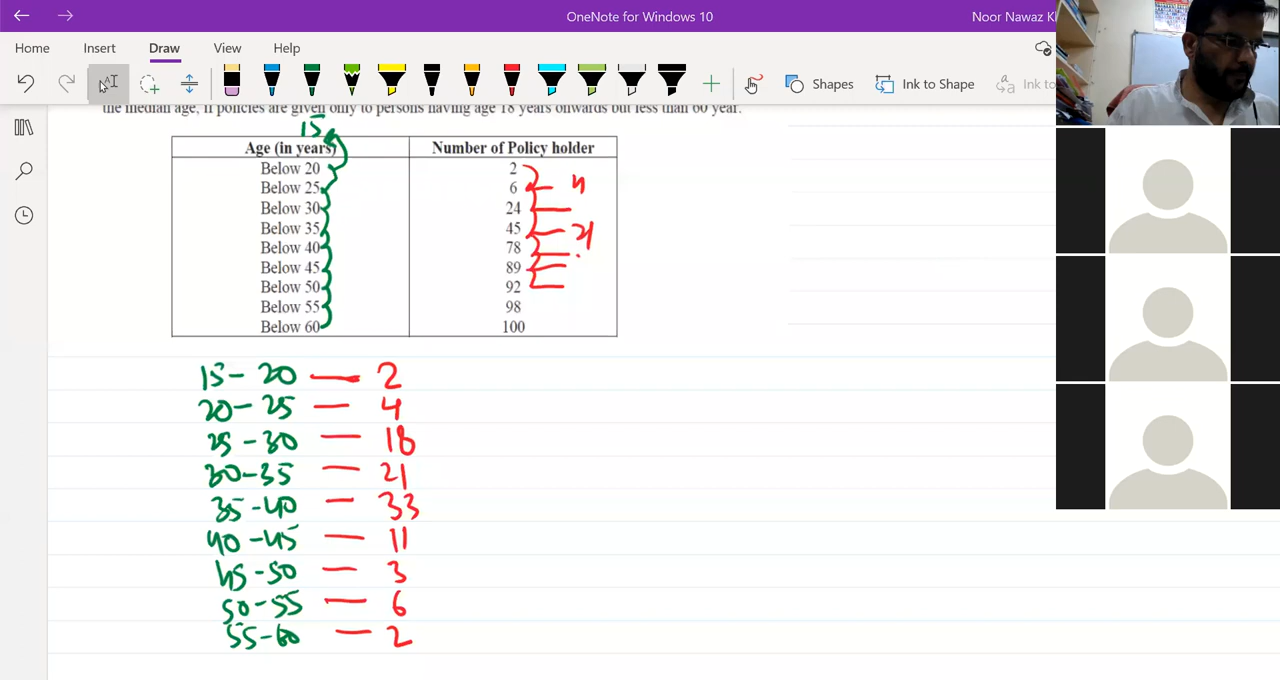 OneNote for Windows 10
Noor Nawaz K
Home Insert Draw View Help
Shapes Ink to Shape Ink to
the median age, if policies are given only to persons having age 18 years onwards but less than 60 year.
15
Age (in years) Number of Policy holder
Below 20 2
Below 25 6 4
Below 30 24
Below 35 45 21
Below 40 78
Below 45 89
Below 50 92
Below 55 98
Below 60 100
15 - 20 — 2
20 - 25 — 4
25 - 30 — 18
30 - 35 — 21
35 - 40 — 33
40 - 45 — 11
45 - 50 — 3
50 - 55 — 6
55 - 60 — 2